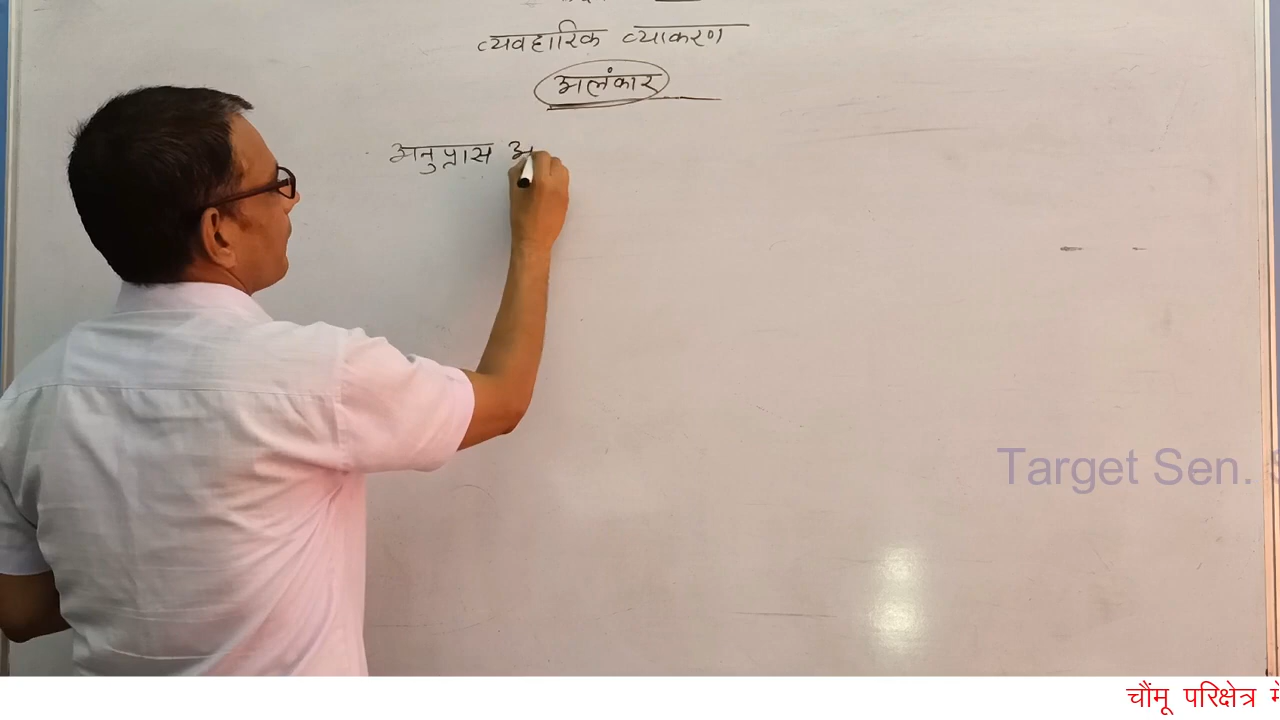 व्यवहारिक व्याकरण
अलंकार
अनुप्रास अ
Target Sen.
चौंमू परिक्षेत्र में